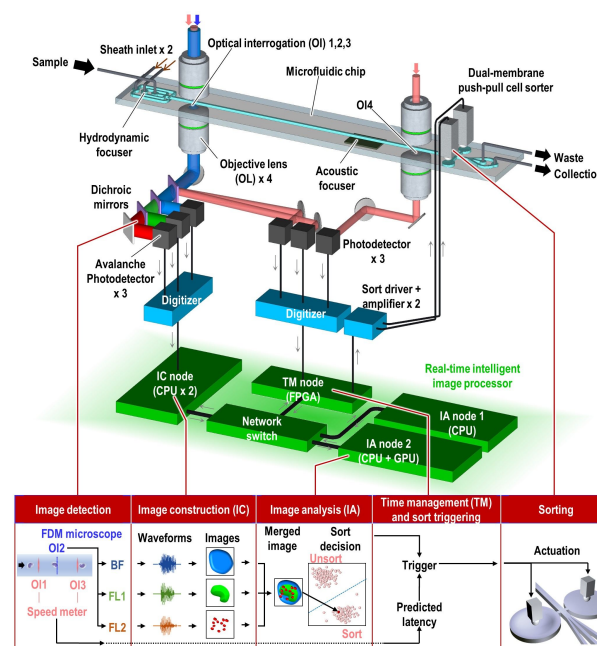 Sheath inlet x 2
Optical interrogation (OI) 1,2,3
Sample
Microfluidic chip
Dual-membrane
push-pull cell sorter
OI4
Hydrodynamic
focuser
Objective lens
(OL) x 4
Acoustic
focuser
Waste
Collectio
Dichroic
mirrors
Avalanche
Photodetector
x 3
Photodetector
x 3
Digitizer
Digitizer
Sort driver +
amplifier x 2
Real-time intelligent
image processor
IC node
(CPU x 2)
TM node
(FPGA)
IA node 1
(CPU)
Network
switch
IA node 2
(CPU + GPU)
Image detection
Image construction (IC)
Image analysis (IA)
Time management (TM)
and sort triggering
Sorting
FDM microscope
OI2
OI1
OI3
Speed meter
BF
FL1
FL2
Waveforms
Images
Merged
image
Sort
decision
Unsort
Sort
Trigger
Predicted
latency
Actuation